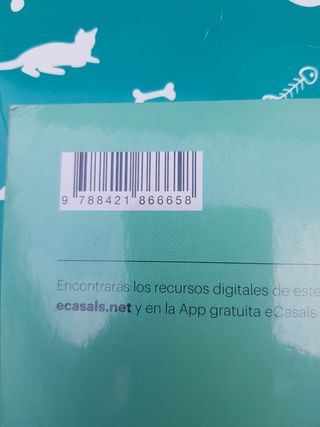 9 788421 866658
Encontrarás los recursos digitales de este
ecasals.net y en la App gratuita eCasals